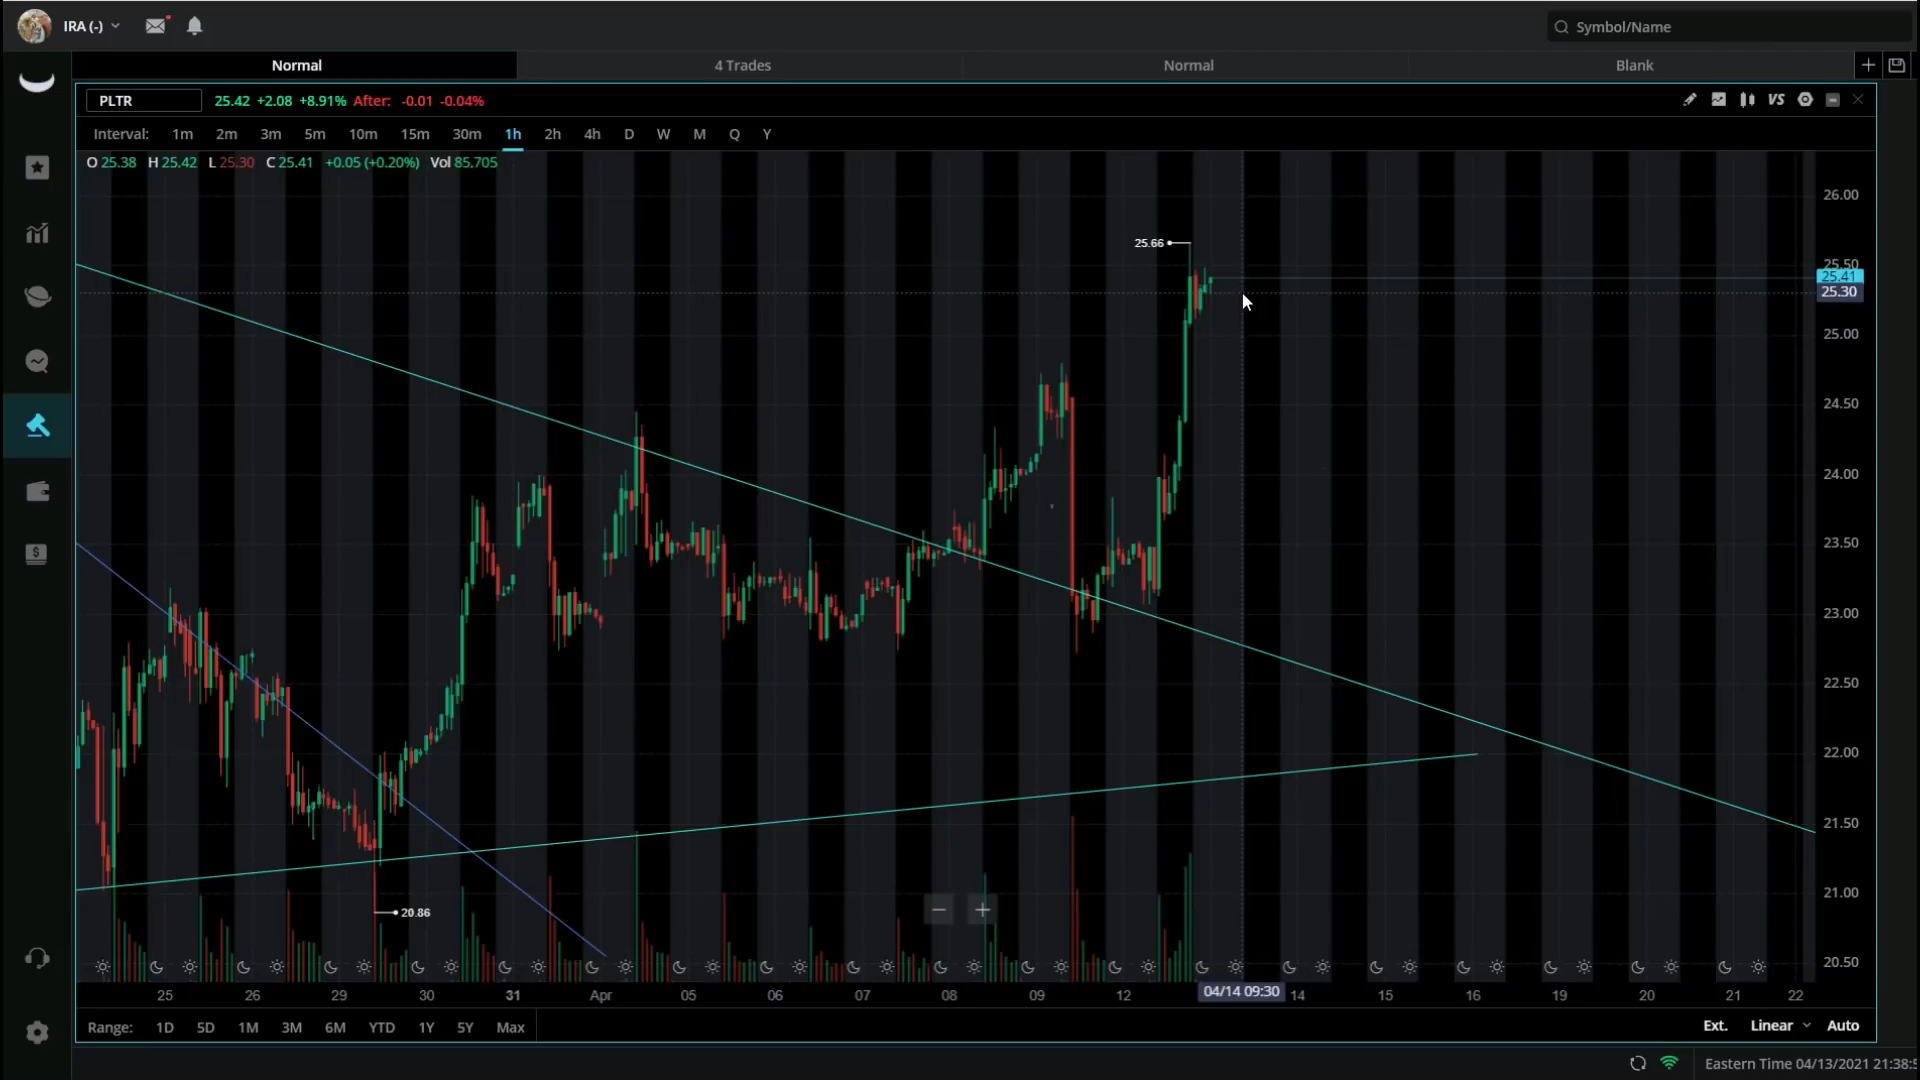 IRA (-)
Symbol/Name
Normal 4 Trades Normal Blank
PLTR 25.42 +2.08 +8.91% After: -0.01 -0.04% VS
Interval: 1m 2m 3m 5m 10m 15m 30m 1h 2h 4h D W M Q Y
O 25.38 H 25.42 L 25.30 C 25.41 +0.05 (+0.20%) Vol 85,705
26.00
25.66
25.50
25.41
25.30
25.00
24.50
24.00
23.50
23.00
22.50
22.00
21.50
21.00
20.86
20.50
25 26 29 30 31 Apr 05 06 07 08 09 12 04/14 09:30 14 15 16 19 20 21 22
Range: 1D 5D 1M 3M 6M YTD 1Y 5Y Max
Ext. Linear Auto
Eastern Time 04/13/2021 21:38: